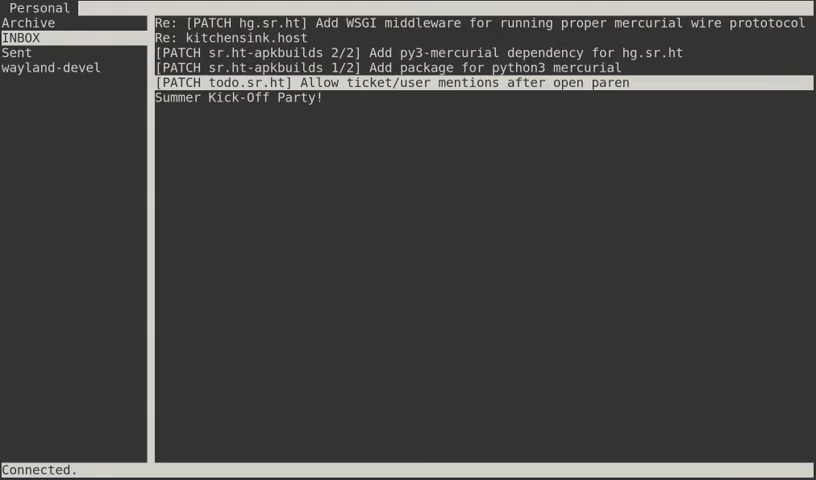 Personal
Archive
INBOX
Sent
wayland-devel
Re: [PATCH hg.sr.ht] Add WSGI middleware for running proper mercurial wire prototocol
Re: kitchensink.host
[PATCH sr.ht-apkbuilds 2/2] Add py3-mercurial dependency for hg.sr.ht
[PATCH sr.ht-apkbuilds 1/2] Add package for python3 mercurial
[PATCH todo.sr.ht] Allow ticket/user mentions after open paren
Summer Kick-Off Party!
Connected.